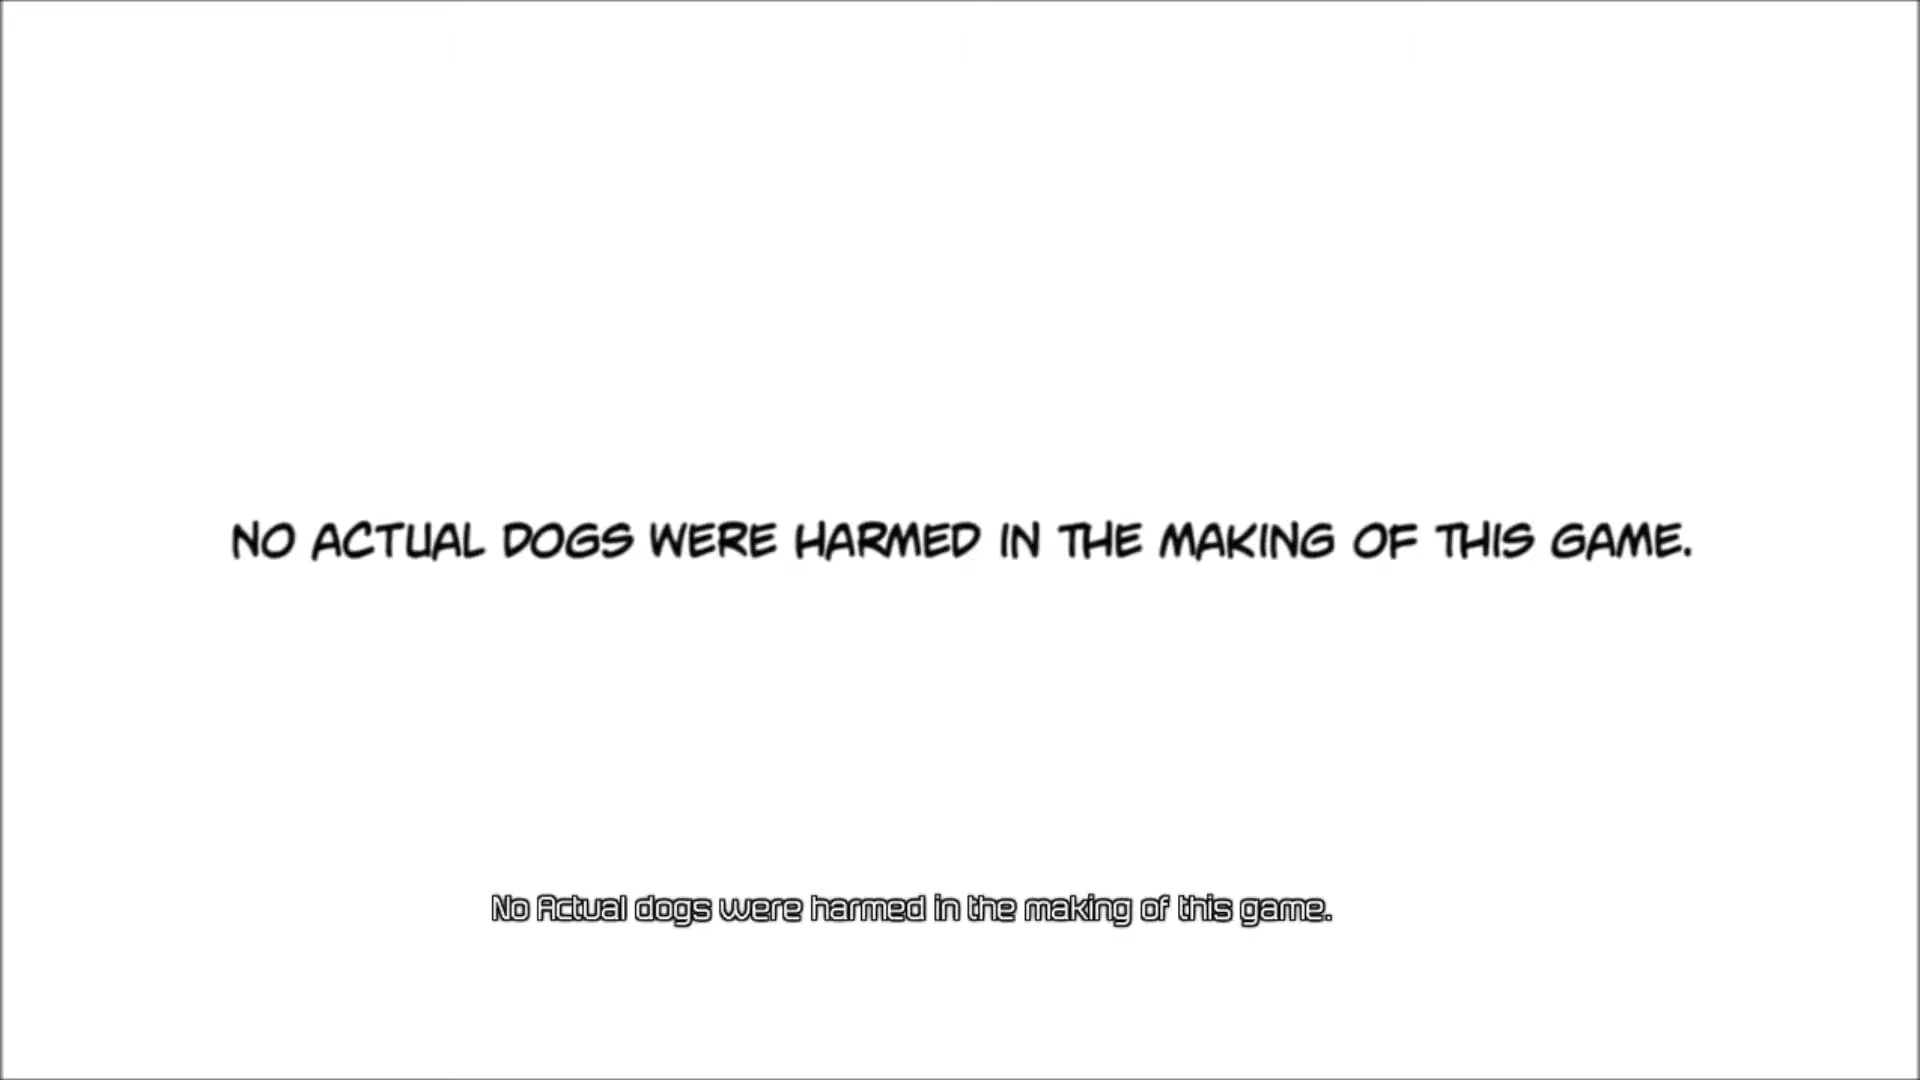 NO ACTUAL DOGS WERE HARMED IN THE MAKING OF THIS GAME.
No Actual dogs were harmed in the making of this game.